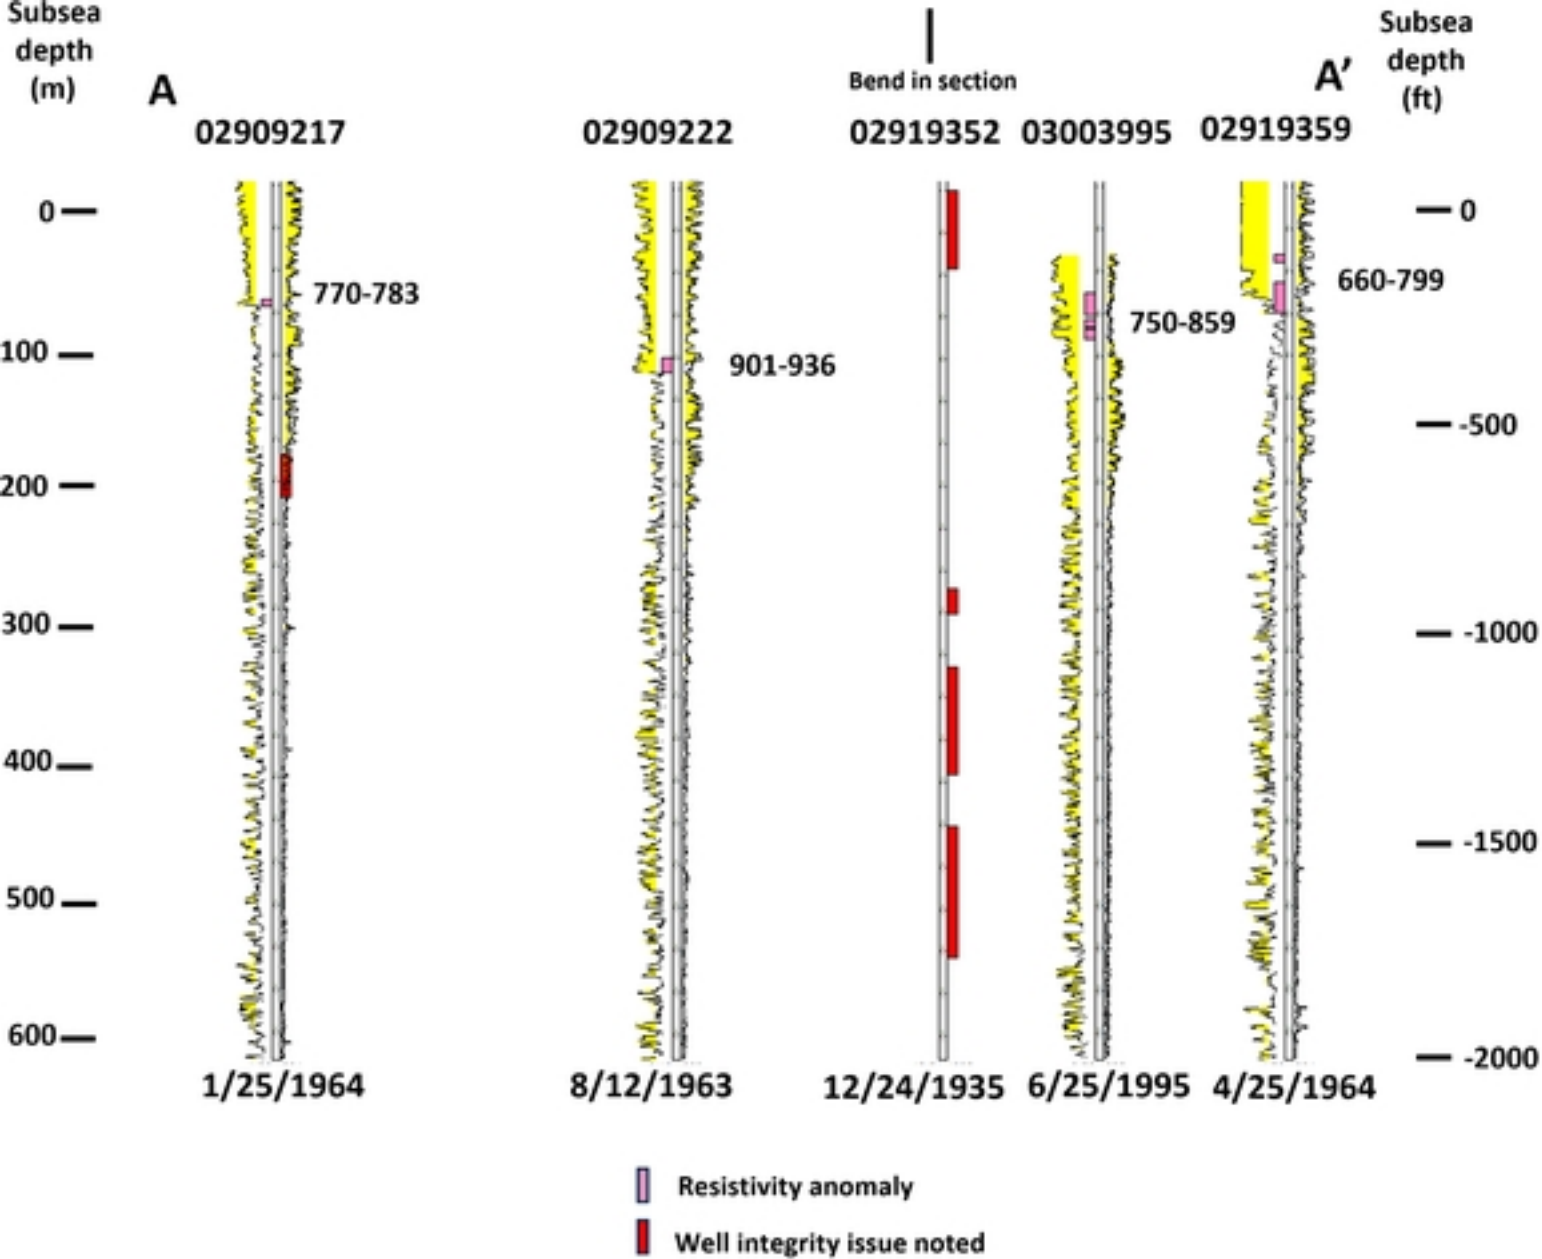 Subsea
depth
(m)
A
Bend in section
A’
Subsea
depth
(ft)
02909217
02909222
02919352
03003995
02919359
0
100
200
300
400
500
600
770-783
901-936
750-859
660-799
0
-500
-1000
-1500
-2000
1/25/1964
8/12/1963
12/24/1935
6/25/1995
4/25/1964
Resistivity anomaly
Well integrity issue noted